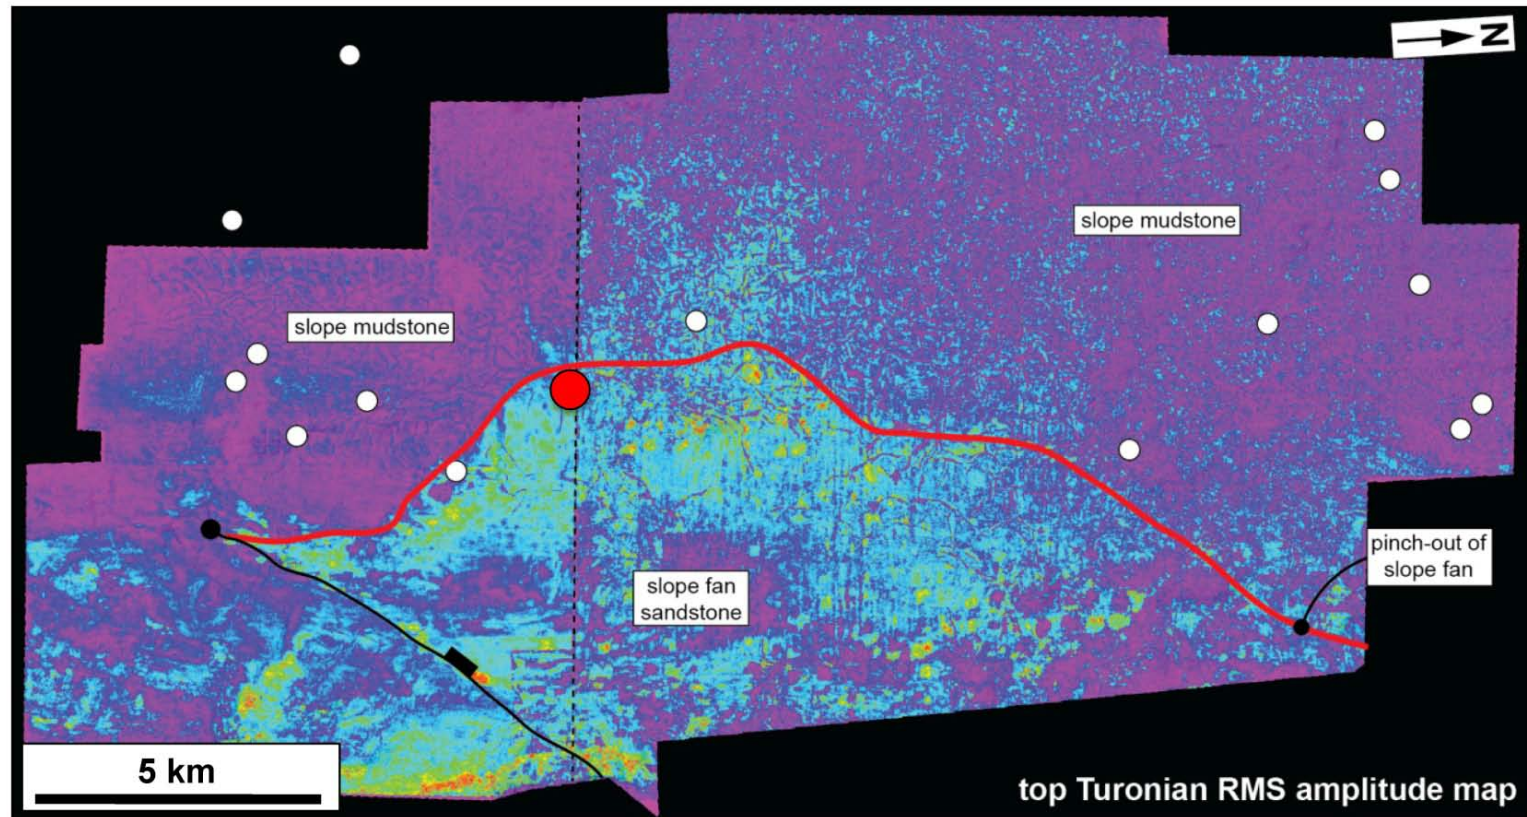 N
slope mudstone
slope mudstone
pinch-out of
slope fan
slope fan
sandstone
5 km
top Turonian RMS amplitude map